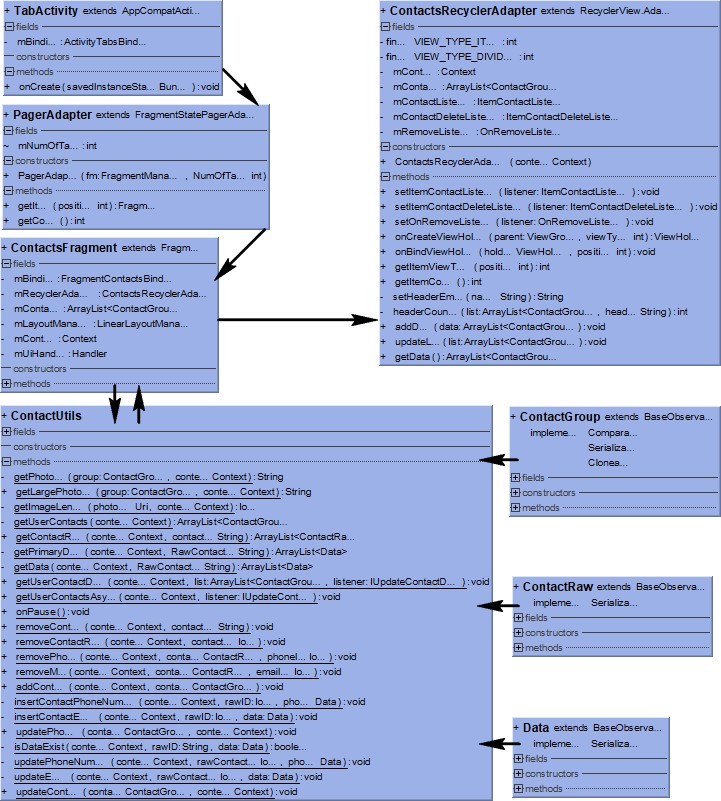 + TabActivity extends AppCompatActi...
fields
- mBindi... : ActivityTabsBind...
constructors
methods
+ onCreate(savedInstanceSta... Bun... ):void
+ PagerAdapter extends FragmentStatePagerAda...
fields
~ mNumOfTa... : int
constructors
+ PagerAdap... (fm:FragmentMana... , NumOfTa... int)
methods
+ getIt... (positi... int): Fragm...
+ getCo... (): int
+ ContactsFragment extends Fragm...
fields
- mBindi... : FragmentContactsBind...
- mRecyclerAda... : ContactsRecyclerAda...
- mConta... : ArrayList<ContactGrou...
- mLayoutMana... : LinearLayoutMana...
- mCont... : Context
- mUiHand... : Handler
constructors
methods
+ ContactsRecyclerAdapter extends RecyclerView.Ada...
fields
- fin... VIEW_TYPE_IT... : int
- fin... VIEW_TYPE_DIVID... : int
- mCont... : Context
- mConta... : ArrayList<ContactGrou...
- mContactListe... : ItemContactListe...
- mContactDeleteListe... : ItemContactDeleteListe...
- mRemoveListe... : OnRemoveListe...
constructors
+ ContactsRecyclerAda... (conte... Context)
methods
+ setItemContactListe... (listener: ItemContactListe... ): void
+ setItemContactDeleteListe... (listener: ItemContactDeleteListe... ): void
+ setOnRemoveListe... (listener: OnRemoveListe... ): void
+ onCreateViewHol... (parent: ViewGro... , viewTy... int): ViewHol...
+ onBindViewHol... (hold... ViewHol... , positi... int): void
+ getItemViewT... (positi... int): int
+ getItemCo... (): int
- setHeaderEm... (na... String): String
- headerCoun... (list: ArrayList<ContactGrou... , head... String): int
+ addD... (data: ArrayList<ContactGrou... ): void
+ updateL... (list: ArrayList<ContactGrou... ): void
+ getData(): ArrayList<ContactGrou...
+ ContactUtils
fields
constructors
methods
- getPhoto... (group:ContactGro... , conte... Context): String
+ getLargePhoto... (group:ContactGro... , conte... Context): String
- getImageLen... (photo... Uri, conte... Context): lo...
- getUserContacts(conte... Context): ArrayList<ContactGrou...
+ getContactR... (conte... Context, contact... String): ArrayList<ContactRa...
- getPrimaryD... (conte... Context, RawContact... String): ArrayList<Data>
- getData(conte... Context, RawContact... String): ArrayList<Data>
+ getUserContactD... (conte... Context, list:ArrayList<ContactGrou... , listener: IUpdateContactD... ): void
+ getUserContactsAsy... (conte... Context, listener: IUpdateCont... ): void
+ onPause(): void
+ removeCont... (conte... Context, contact... String): void
+ removeContactR... (conte... Context, contact... lo... ): void
+ removePho... (conte... Context, conta... ContactR... , phoneI... lo... ): void
+ removeM... (conte... Context, conta... ContactR... , email... lo... ): void
+ addCont... (conte... Context, conta... ContactGro... ): void
- insertContactPhoneNum... (conte... Context, rawID: lo... , pho... Data): void
- insertContactE... (conte... Context, rawID: lo... , data: Data): void
+ updatePho... (conta... ContactGro... , conte... Context): void
- isDataExist(conte... Context, rawID:String, data: Data): boole...
- updatePhoneNum... (conte... Context, rawContact... lo... , pho... Data): void
- updateE... (conte... Context, rawContact... lo... , data: Data): void
+ updateCont... (conta... ContactGro... , conte... Context): void
+ ContactGroup extends BaseObserva...
impleme... Compara...
Serializa...
Clonea...
fields
constructors
methods
+ ContactRaw extends BaseObserva...
impleme... Serializa...
fields
constructors
methods
+ Data extends BaseObserva...
impleme... Serializa...
fields
constructors
methods